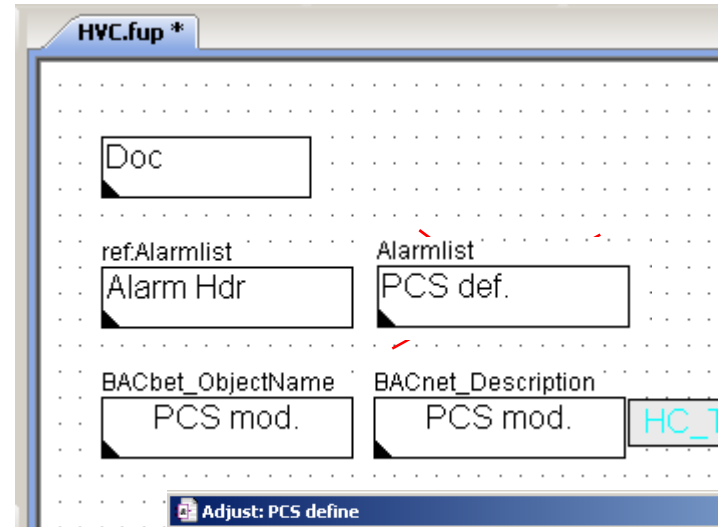 HVC.fup *
Doc
ref:Alarmlist Alarmlist
Alarm Hdr PCS def.
BACbet_ObjectName BACnet_Description
PCS mod. PCS mod. HC_T
Adjust: PCS define